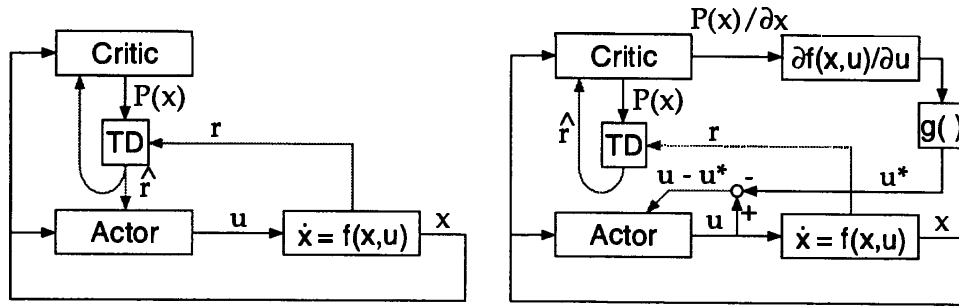 Critic
P(x)
TD
r
r̂
Actor
u
ẋ = f(x,u)
x
P(x)/∂x
Critic
∂f(x,u)/∂u
P(x)
r̂
TD
r
g( )
u - u*
-
u*
+
Actor
u
ẋ = f(x,u)
x